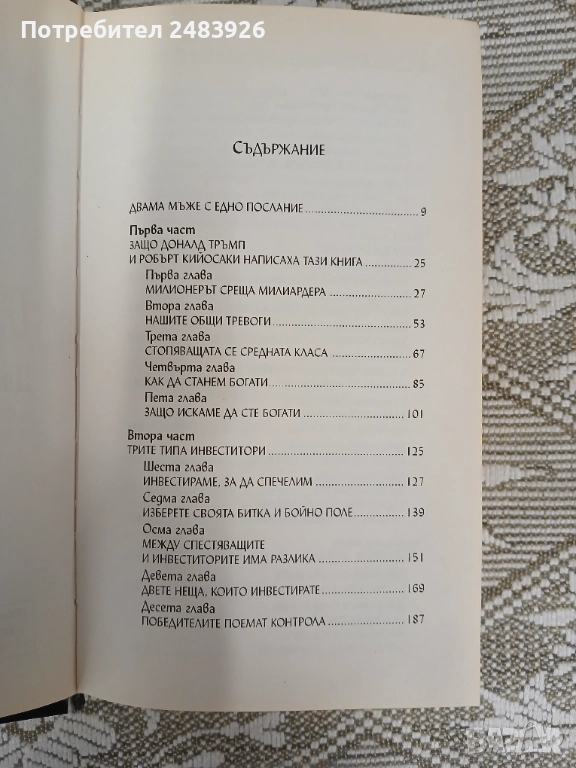 Потребител 2483926
СЪДЪРЖАНИЕ
ДВАМА МЪЖЕ С ЕДНО ПОСЛАНИЕ 9
Първа част
ЗАЩО ДОНАЛД ТРЪМП
И РОБЪРТ КИЙОСАКИ НАПИСАХА ТАЗИ КНИГА 25
Първа глава
МИЛИОНЕРЪТ СРЕЩА МИЛИАРДЕРА 27
Втора глава
НАШИТЕ ОБЩИ ТРЕВОГИ 53
Трета глава
СТОПЯВАЩАТА СЕ СРЕДНАТА КЛАСА 67
Четвърта глава
КАК ДА СТАНЕМ БОГАТИ 85
Пета глава
ЗАЩО ИСКАМЕ ДА СТЕ БОГАТИ 101
Втора част
ТРИТЕ ТИПА ИНВЕСТИТОРИ 125
Шеста глава
ИНВЕСТИРАМЕ, ЗА ДА СПЕЧЕЛИМ 127
Седма глава
ИЗБЕРЕТЕ СВОЯТА БИТКА И БОЙНО ПОЛЕ 139
Осма глава
МЕЖДУ СПЕСТЯВАЩИТЕ
И ИНВЕСТИТОРИТЕ ИМА РАЗЛИКА 151
Девета глава
ДВЕТЕ НЕЩА, КОИТО ИНВЕСТИРАТЕ 169
Десета глава
ПОБЕДИТЕЛИТЕ ПОЕМАТ КОНТРОЛА 187